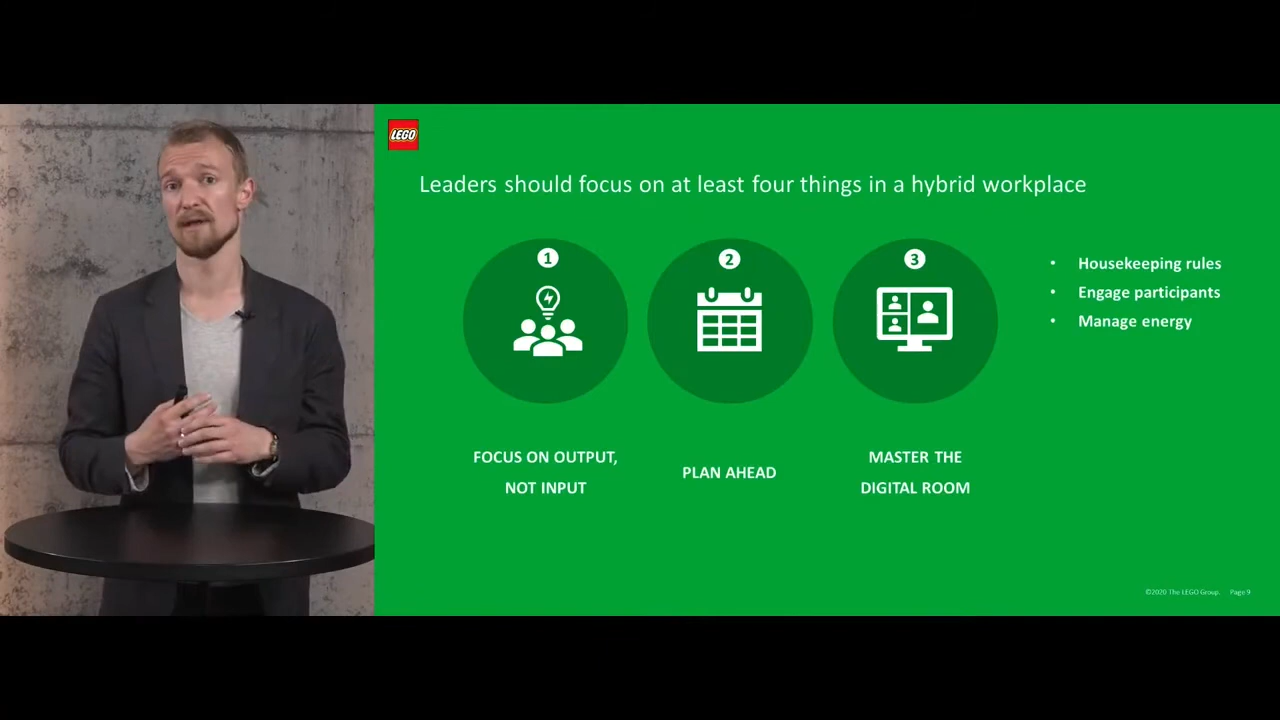 LEGO
Leaders should focus on at least four things in a hybrid workplace
1
2
3
• Housekeeping rules
• Engage participants
• Manage energy
FOCUS ON OUTPUT,
NOT INPUT
PLAN AHEAD
MASTER THE
DIGITAL ROOM
©2020 The LEGO Group. Page 9